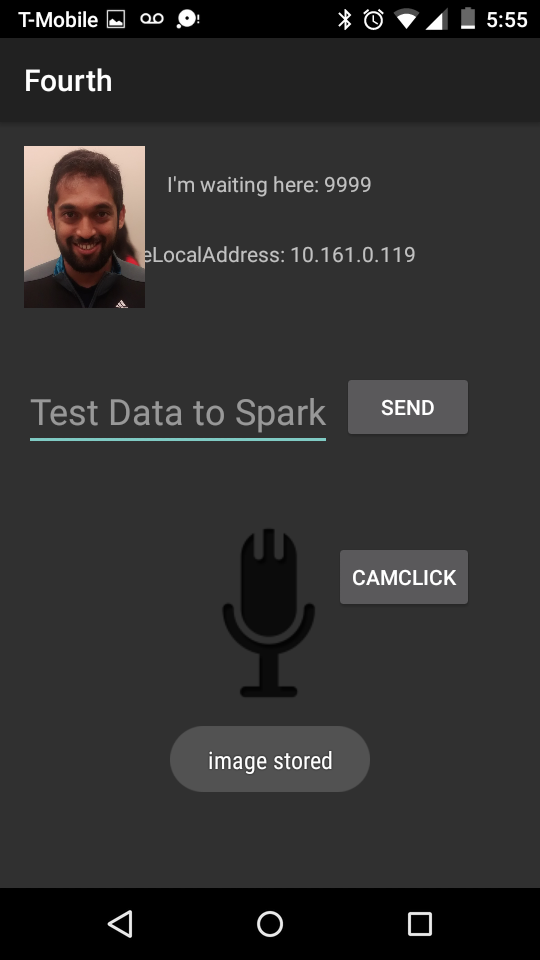 T-Mobile 5:55
Fourth
I'm waiting here: 9999
eLocalAddress: 10.161.0.119
Test Data to Spark
SEND
CAMCLICK
image stored